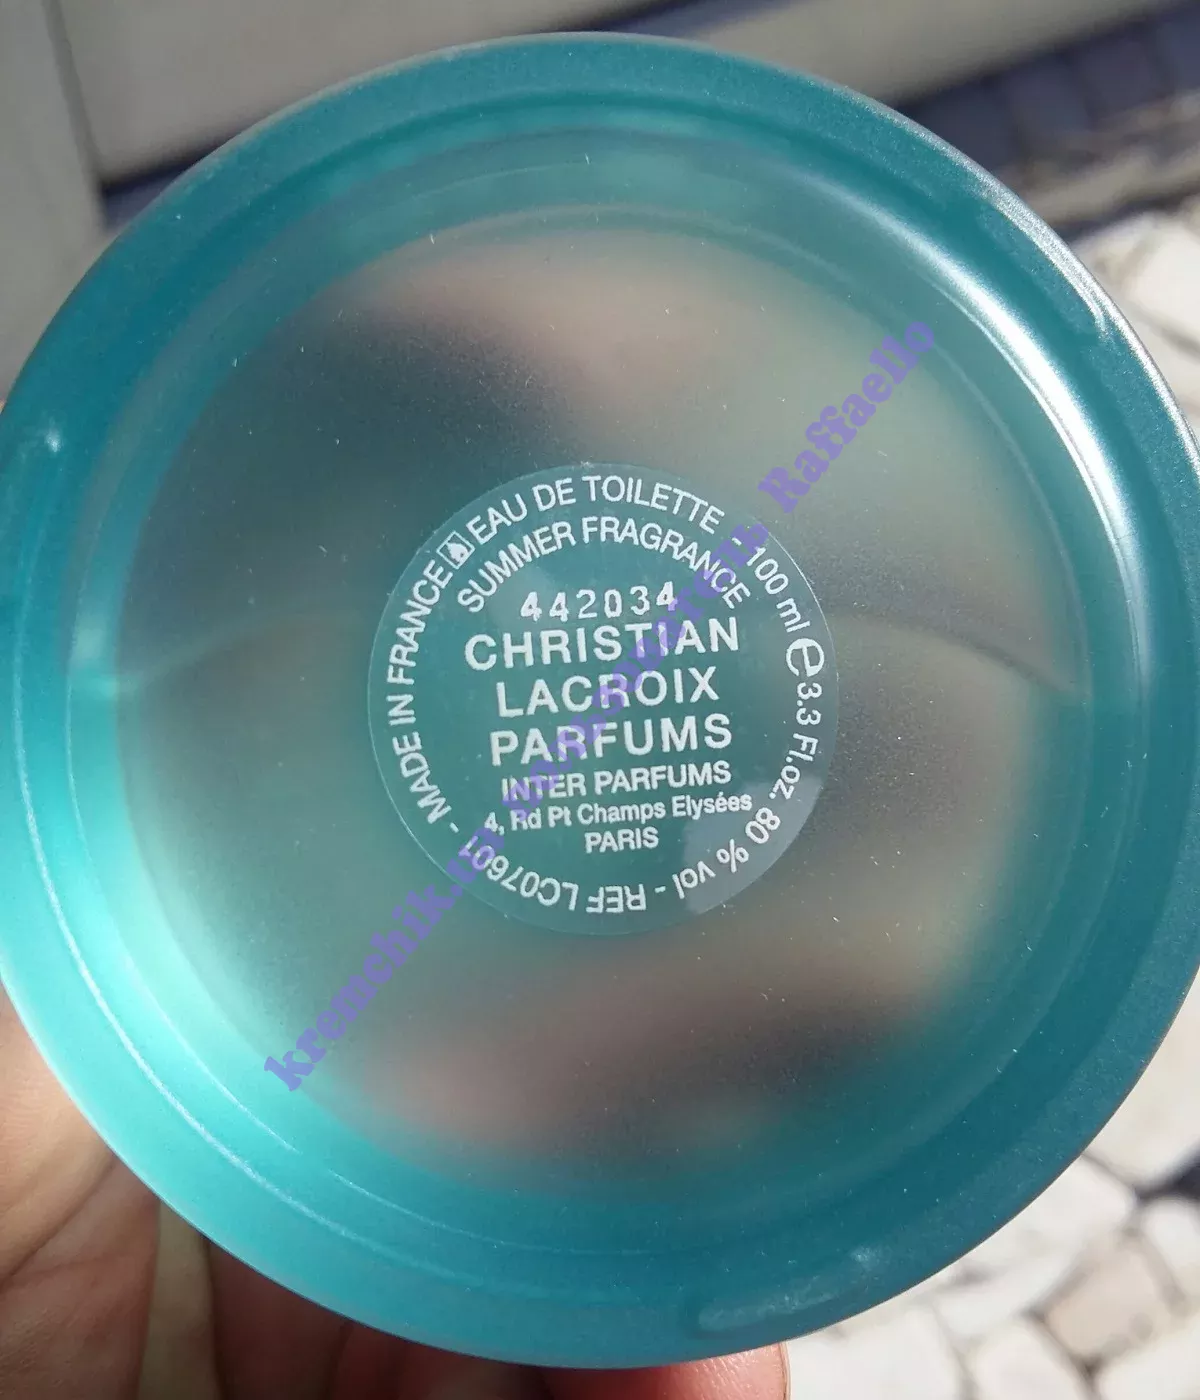 MADE IN FRANCE EAU DE TOILETTE - 100 ml e 3.3 Fl.oz. 80 % vol - REF LC07601 -
SUMMER FRAGRANCE
442034
CHRISTIAN
LACROIX
PARFUMS
INTER PARFUMS
4, Rd Pt Champs Elysées
PARIS
Raffaello